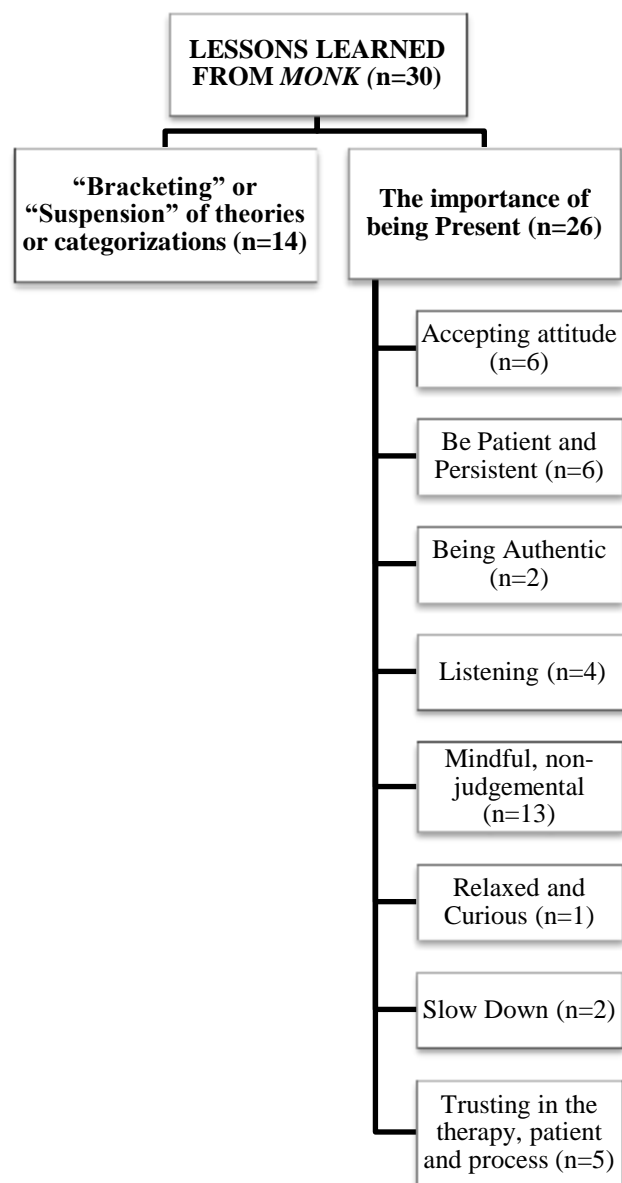 LESSONS LEARNED
FROM MONK (n=30)
“Bracketing” or
“Suspension” of theories
or categorizations (n=14)
The importance of
being Present (n=26)
Accepting attitude
(n=6)
Be Patient and
Persistent (n=6)
Being Authentic
(n=2)
Listening (n=4)
Mindful, non-
judgemental
(n=13)
Relaxed and
Curious (n=1)
Slow Down (n=2)
Trusting in the
therapy, patient
and process (n=5)